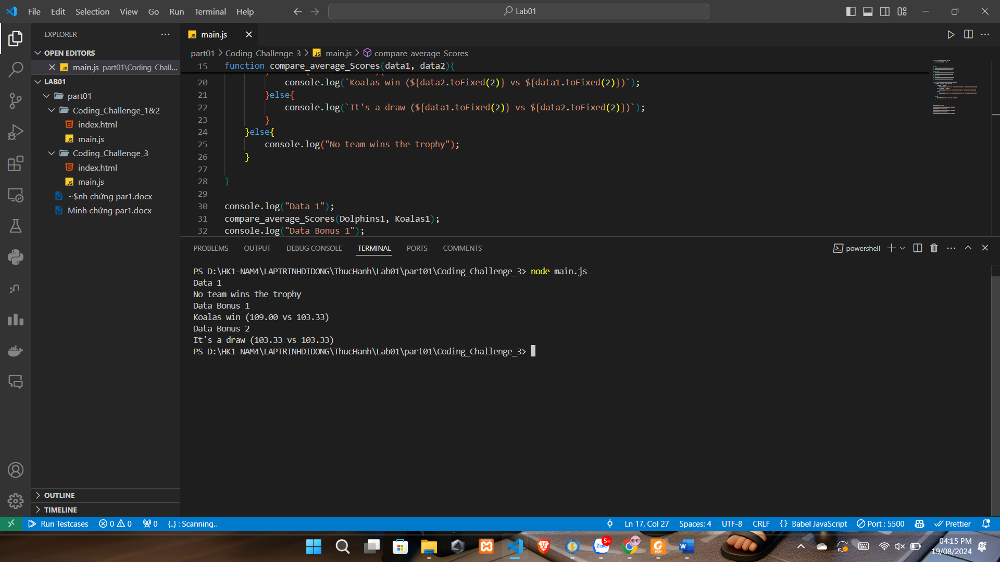 File Edit Selection View Go Run Terminal Help
Lab01
EXPLORER
OPEN EDITORS
main.js part01\Coding_Chall...
LAB01
part01
Coding_Challenge_1&2
index.html
main.js
Coding_Challenge_3
index.html
main.js
~$nh chứng par1.docx
Minh chứng par1.docx
OUTLINE
TIMELINE
main.js
part01 > Coding_Challenge_3 > main.js > compare_average_Scores
15 function compare_average_Scores(data1, data2){
20 console.log(`Koalas win (${data2.toFixed(2)} vs ${data1.toFixed(2)})`);
21 }else{
22 console.log(`It's a draw (${data1.toFixed(2)} vs ${data2.toFixed(2)})`);
23 }
24 }else{
25 console.log("No team wins the trophy");
26 }
27
28 }
29
30 console.log("Data 1");
31 compare_average_Scores(Dolphins1, Koalas1);
32 console.log("Data Bonus 1");
PROBLEMS OUTPUT DEBUG CONSOLE TERMINAL PORTS COMMENTS
powershell
PS D:\HK1-NAM4\LAPTRINHDIDONG\ThucHanh\Lab01\part01\Coding_Challenge_3> node main.js
Data 1
No team wins the trophy
Data Bonus 1
Koalas win (109.00 vs 103.33)
Data Bonus 2
It's a draw (103.33 vs 103.33)
PS D:\HK1-NAM4\LAPTRINHDIDONG\ThucHanh\Lab01\part01\Coding_Challenge_3>
Run Testcases 0 0 0 {..} : Scanning.. Ln 17, Col 27 Spaces: 4 UTF-8 CRLF {} Babel JavaScript Port : 5500 Prettier
Zalo 5+
PDF
04:15 PM
19/08/2024